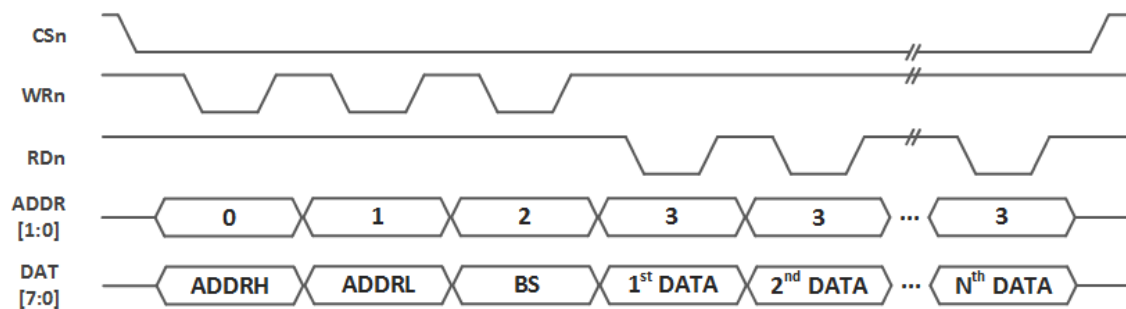 CSn
WRn
RDn
ADDR
[1:0]
0 1 2 3 3 ... 3
DAT
[7:0]
ADDRH ADDRL BS 1st DATA 2nd DATA ... Nth DATA